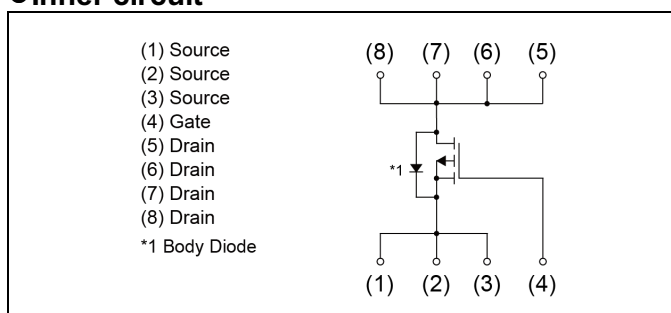 inner circuit
(1) Source
(2) Source
(3) Source
(4) Gate
(5) Drain
(6) Drain
(7) Drain
(8) Drain
*1 Body Diode
(8) (7) (6) (5)
*1
(1) (2) (3) (4)